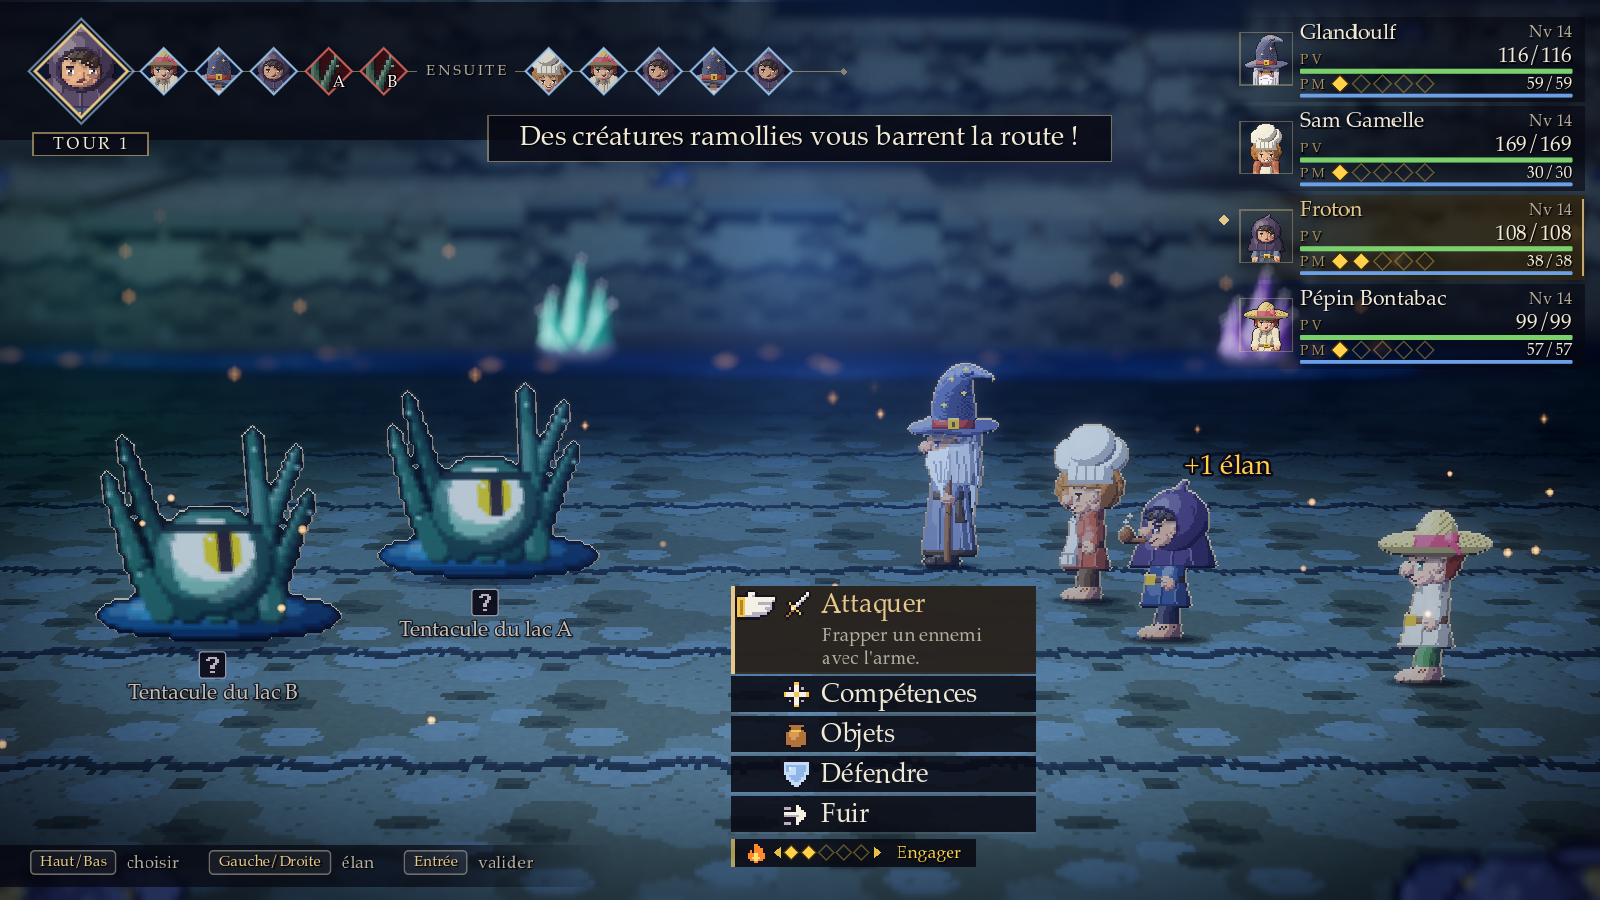 A
B
ENSUITE
TOUR 1
Des créatures ramollies vous barrent la route !
Glandoulf
Nv 14
PV
116/116
PM
59/59
Sam Gamelle
Nv 14
PV
169/169
PM
30/30
Froton
Nv 14
PV
108/108
PM
38/38
Pépin Bontabac
Nv 14
PV
99/99
PM
57/57
+1 élan
?
Tentacule du lac A
?
Tentacule du lac B
Attaquer
Frapper un ennemi
avec l'arme.
Compétences
Objets
Défendre
Fuir
Engager
Haut/Bas choisir Gauche/Droite élan Entrée valider